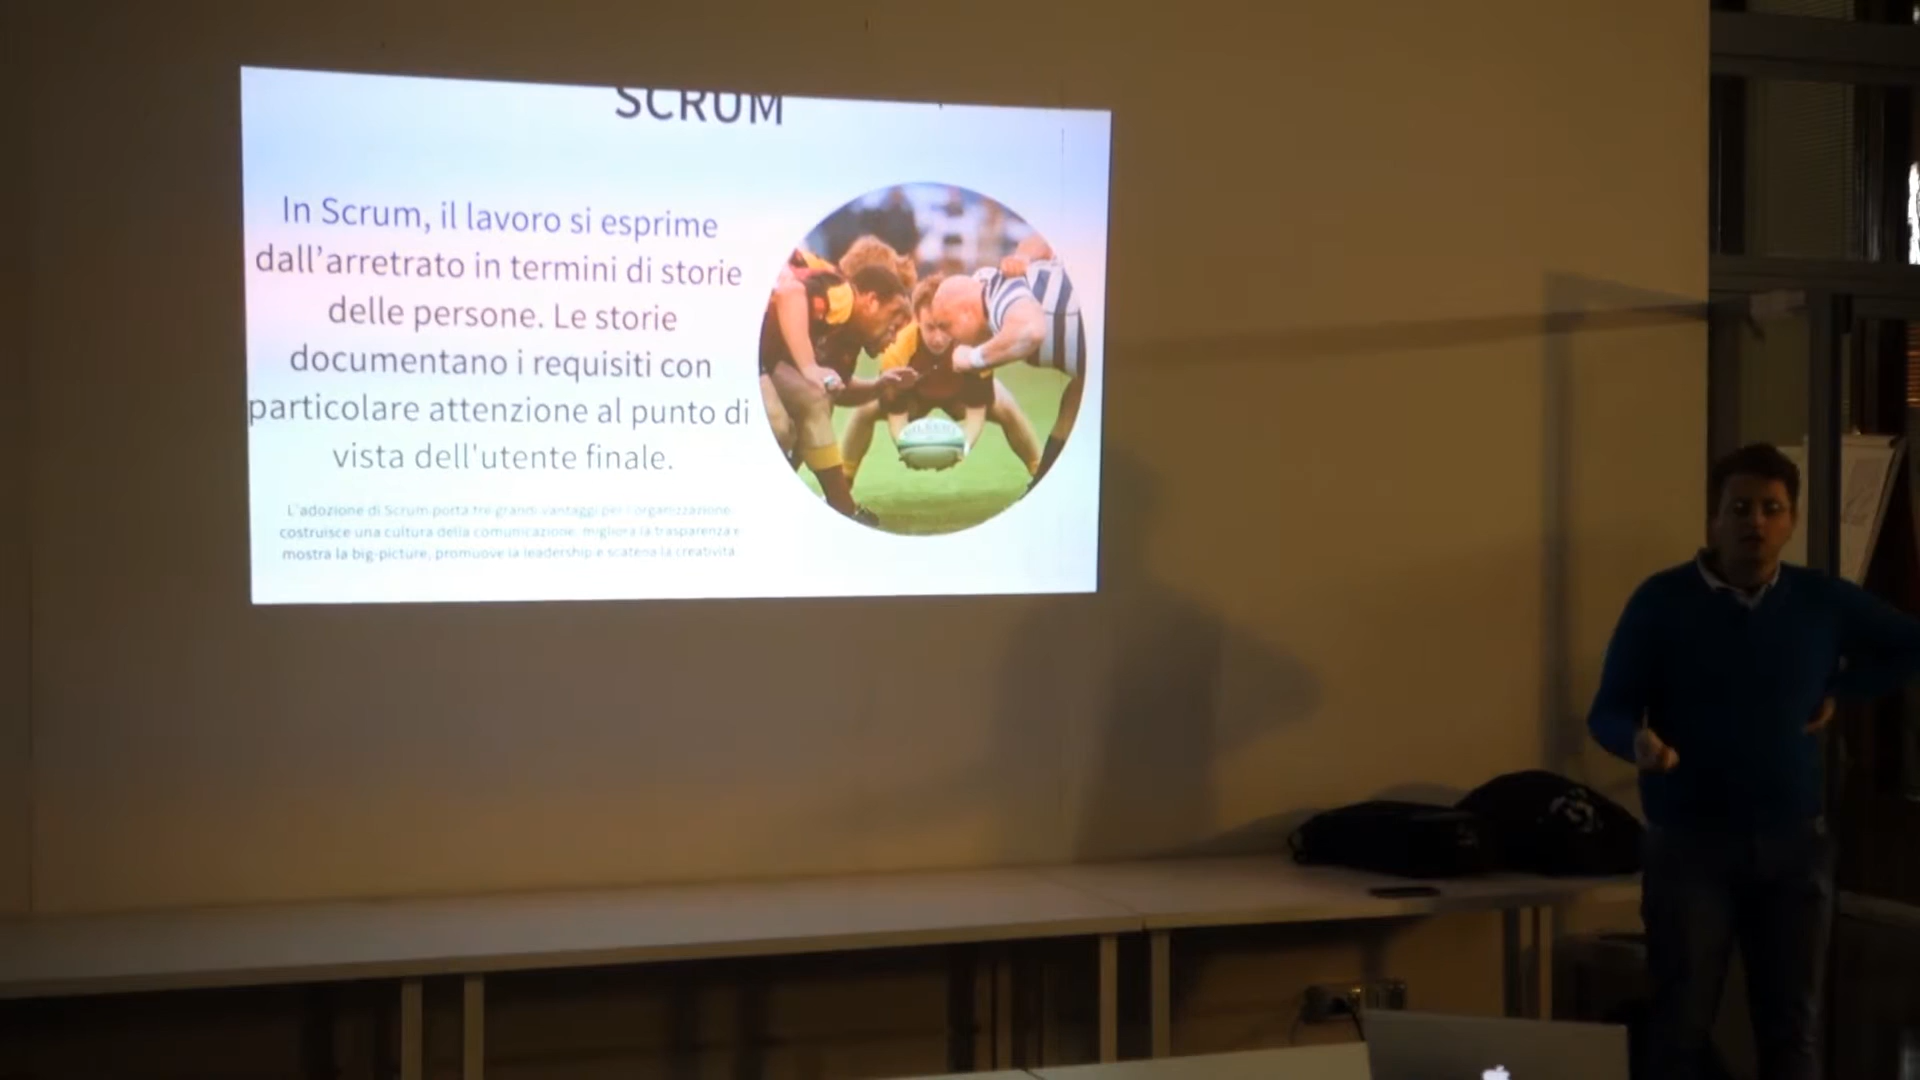 SCRUM
In Scrum, il lavoro si esprime
dall'arretrato in termini di storie
delle persone. Le storie
documentano i requisiti con
particolare attenzione al punto di
vista dell'utente finale.
L'adozione di Scrum porta tre grandi vantaggi per l'organizzazione:
costruisce una cultura della comunicazione, migliora la trasparenza e
mostra la big-picture, promuove la leadership e scatena la creatività.